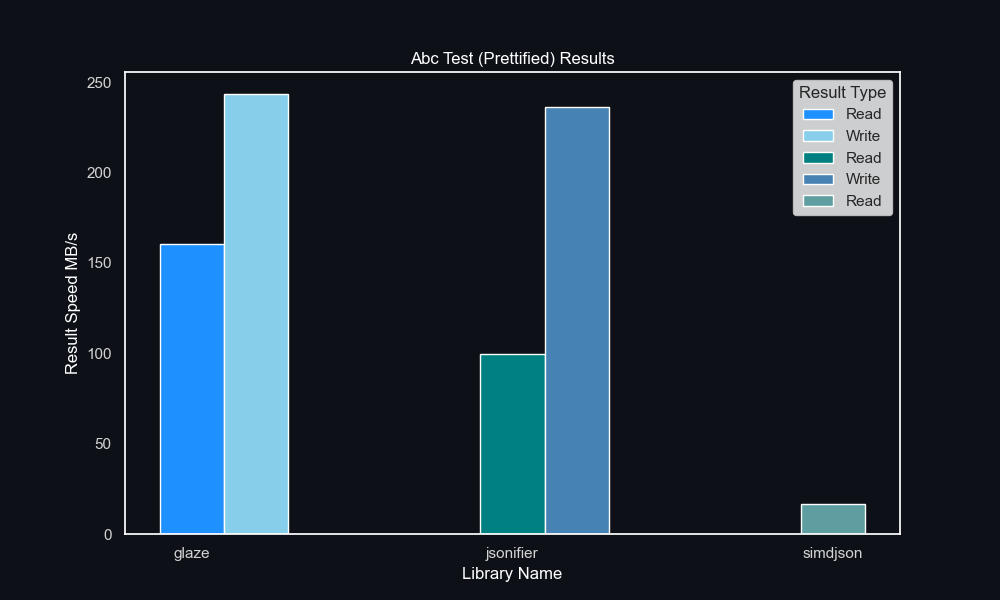 Abc Test (Prettified) Results
Result Speed MB/s
250
200
150
100
50
0
Result Type
Read
Write
Read
Write
Read
glaze
jsonifier
simdjson
Library Name